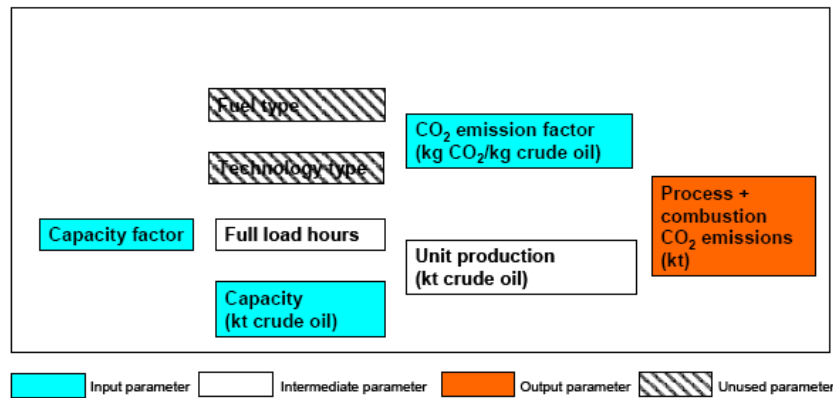 Fuel type
CO₂ emission factor
(kg CO₂/kg crude oil)
Technology type
Process +
combustion
CO₂ emissions
(kt)
Capacity factor
Full load hours
Unit production
(kt crude oil)
Capacity
(kt crude oil)
Input parameter
Intermediate parameter
Output parameter
Unused parameter